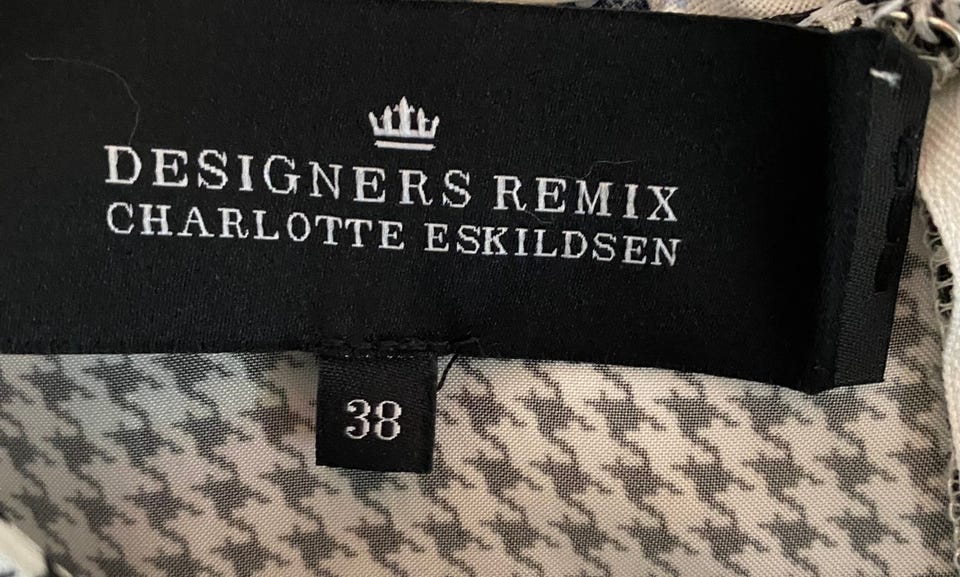 DESIGNERS REMIX
CHARLOTTE ESKILDSEN
38